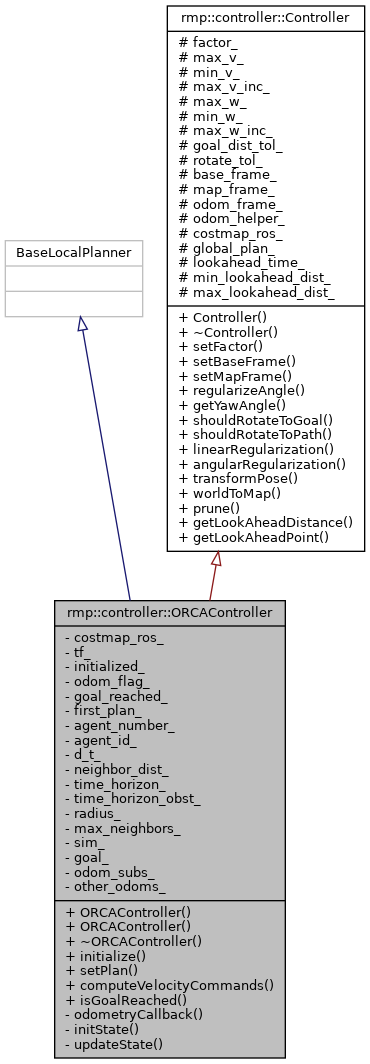 rmp::controller::Controller
# factor_
# max_v_
# min_v_
# max_v_inc_
# max_w_
# min_w_
# max_w_inc_
# goal_dist_tol_
# rotate_tol_
# base_frame_
# map_frame_
# odom_frame_
# odom_helper_
# costmap_ros_
# global_plan_
# lookahead_time_
# min_lookahead_dist_
# max_lookahead_dist_
+ Controller()
+ ~Controller()
+ setFactor()
+ setBaseFrame()
+ setMapFrame()
+ regularizeAngle()
+ getYawAngle()
+ shouldRotateToGoal()
+ shouldRotateToPath()
+ linearRegularization()
+ angularRegularization()
+ transformPose()
+ worldToMap()
+ prune()
+ getLookAheadDistance()
+ getLookAheadPoint()
BaseLocalPlanner
rmp::controller::ORCAController
- costmap_ros_
- tf_
- initialized_
- odom_flag_
- goal_reached_
- first_plan_
- agent_number_
- agent_id_
- d_t_
- neighbor_dist_
- time_horizon_
- time_horizon_obst_
- radius_
- max_neighbors_
- sim_
- goal_
- odom_subs_
- other_odoms_
+ ORCAController()
+ ORCAController()
+ ~ORCAController()
+ initialize()
+ setPlan()
+ computeVelocityCommands()
+ isGoalReached()
- odometryCallback()
- initState()
- updateState()